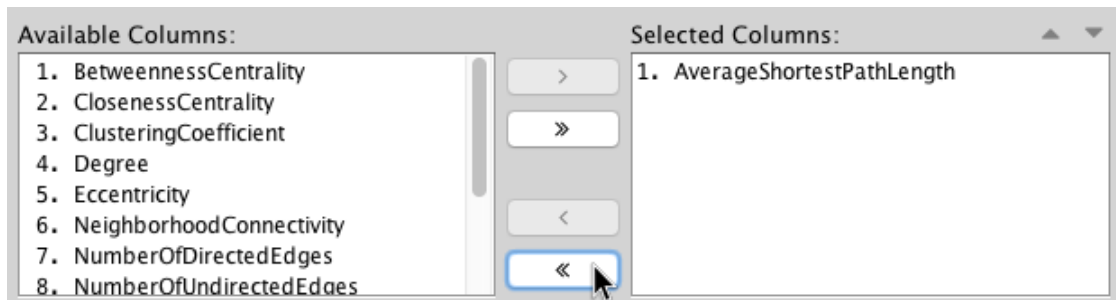 Available Columns:
1. BetweennessCentrality
2. ClosenessCentrality
3. ClusteringCoefficient
4. Degree
5. Eccentricity
6. NeighborhoodConnectivity
7. NumberOfDirectedEdges
8. NumberOfUndirectedEdges
>
»
<
«
Selected Columns:
1. AverageShortestPathLength